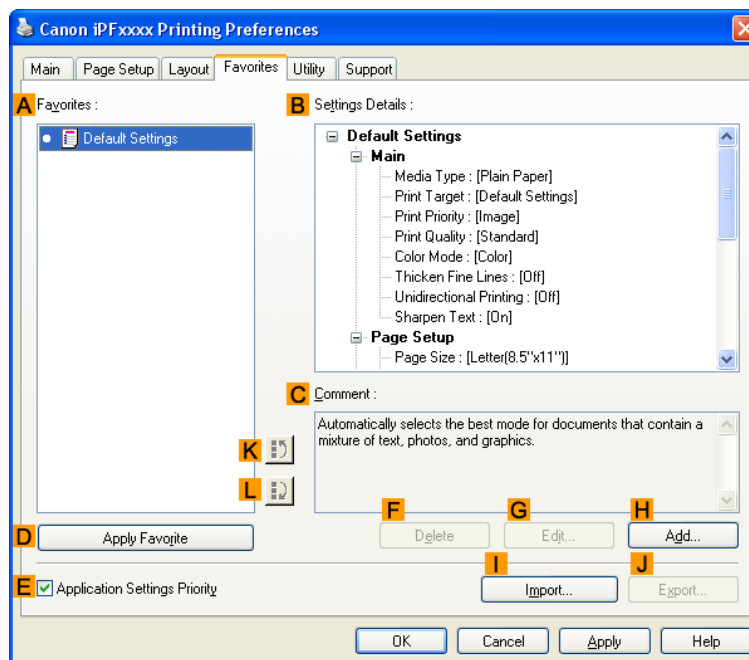 Canon iPFxxxx Printing Preferences
Main Page Setup Layout Favorites Utility Support
A Favorites :
Default Settings
B Settings Details :
Default Settings
Main
Media Type : [Plain Paper]
Print Target : [Default Settings]
Print Priority : [Image]
Print Quality : [Standard]
Color Mode : [Color]
Thicken Fine Lines : [Off]
Unidirectional Printing : [Off]
Sharpen Text : [On]
Page Setup
Page Size : [Letter(8.5"x11")]
C Comment :
Automatically selects the best mode for documents that contain a
mixture of text, photos, and graphics.
K
L
D Apply Favorite
F Delete
G Edit...
H Add...
E Application Settings Priority
I Import...
J Export...
OK Cancel Apply Help